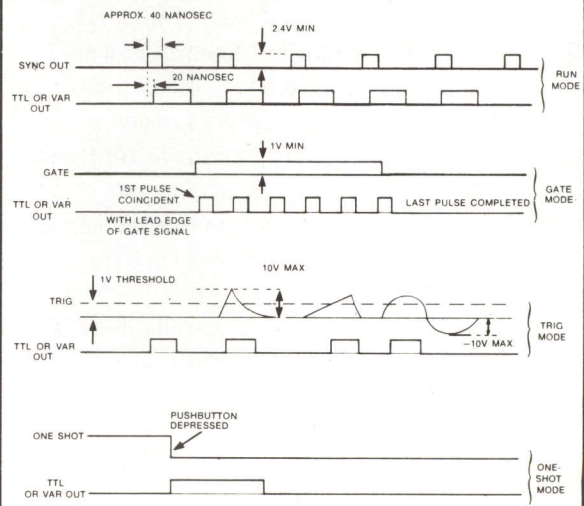 APPROX. 40 NANOSEC
2.4V MIN
SYNC OUT
20 NANOSEC
TTL OR VAR
OUT
RUN
MODE
1V MIN
GATE
1ST PULSE
COINCIDENT
WITH LEAD EDGE
OF GATE SIGNAL
TTL OR VAR
OUT
LAST PULSE COMPLETED
GATE
MODE
1V THRESHOLD
10V MAX
TRIG
-10V MAX.
TTL OR VAR
OUT
TRIG
MODE
PUSHBUTTON
DEPRESSED
ONE SHOT
TTL
OR VAR OUT
ONE-
SHOT
MODE